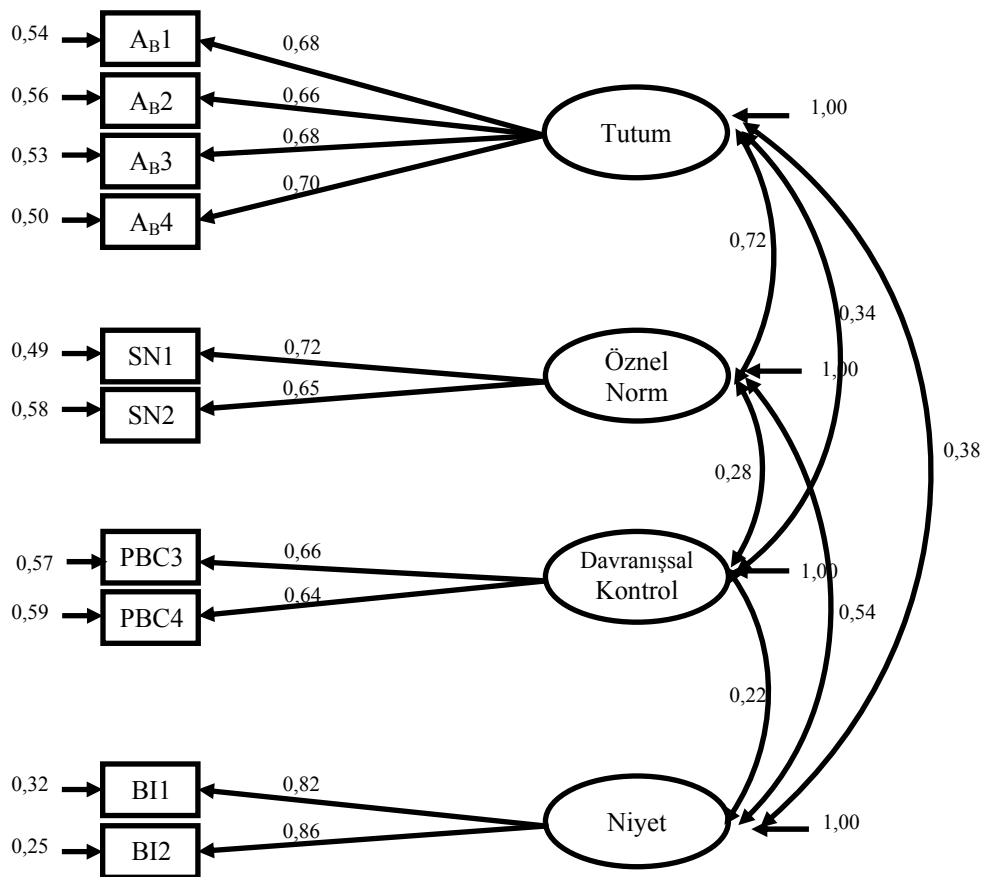 0,54
A_B1
0,68
0,56
A_B2
0,66
0,53
A_B3
0,68
0,50
A_B4
0,70
Tutum
1,00
0,72
0,34
0,49
SN1
0,72
0,58
SN2
0,65
Öznel
Norm
1,00
0,38
0,28
0,57
PBC3
0,66
0,59
PBC4
0,64
Davranışsal
Kontrol
1,00
0,54
0,22
0,32
BI1
0,82
0,25
BI2
0,86
Niyet
1,00